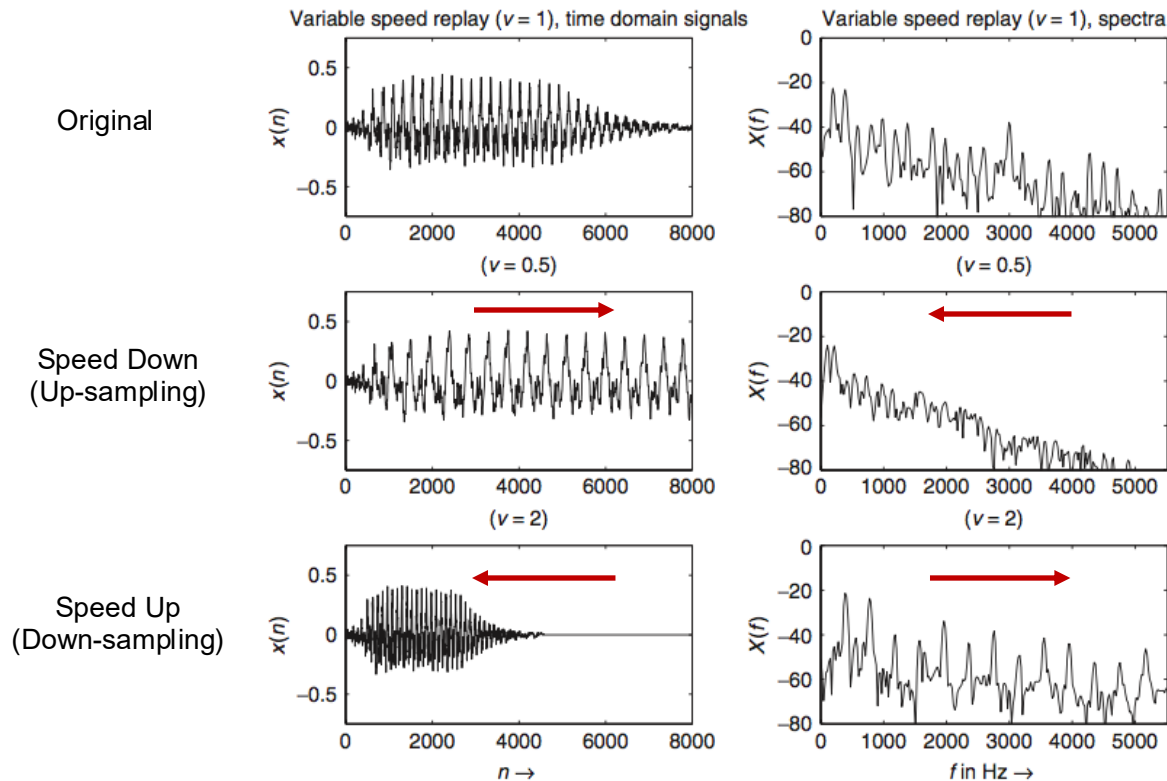 Variable speed replay (v = 1), time domain signals
Variable speed replay (v = 1), spectra
Original
x(n)
0.5
0
−0.5
0 2000 4000 6000 8000
X(f)
0
−20
−40
−60
−80
0 1000 2000 3000 4000 5000
(v = 0.5)
(v = 0.5)
Speed Down
(Up-sampling)
x(n)
0.5
0
−0.5
0 2000 4000 6000 8000
X(f)
0
−20
−40
−60
−80
0 1000 2000 3000 4000 5000
(v = 2)
(v = 2)
Speed Up
(Down-sampling)
x(n)
0.5
0
−0.5
0 2000 4000 6000 8000
n →
X(f)
0
−20
−40
−60
−80
0 1000 2000 3000 4000 5000
f in Hz →